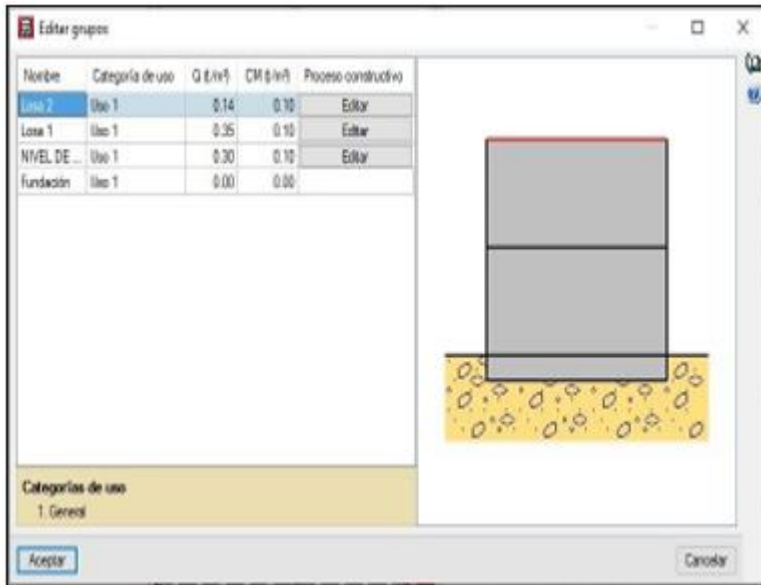 Editar grupos
Nombre Categoría de uso Q (t/m²) CM (t/m²) Proceso constructivo
Losa 2 Uso 1 0.14 0.10 Editar
Losa 1 Uso 1 0.35 0.10 Editar
NIVEL DE ... Uso 1 0.30 0.10 Editar
Fundación Uso 1 0.00 0.00
Categorías de uso
1. General
Aceptar Cancelar